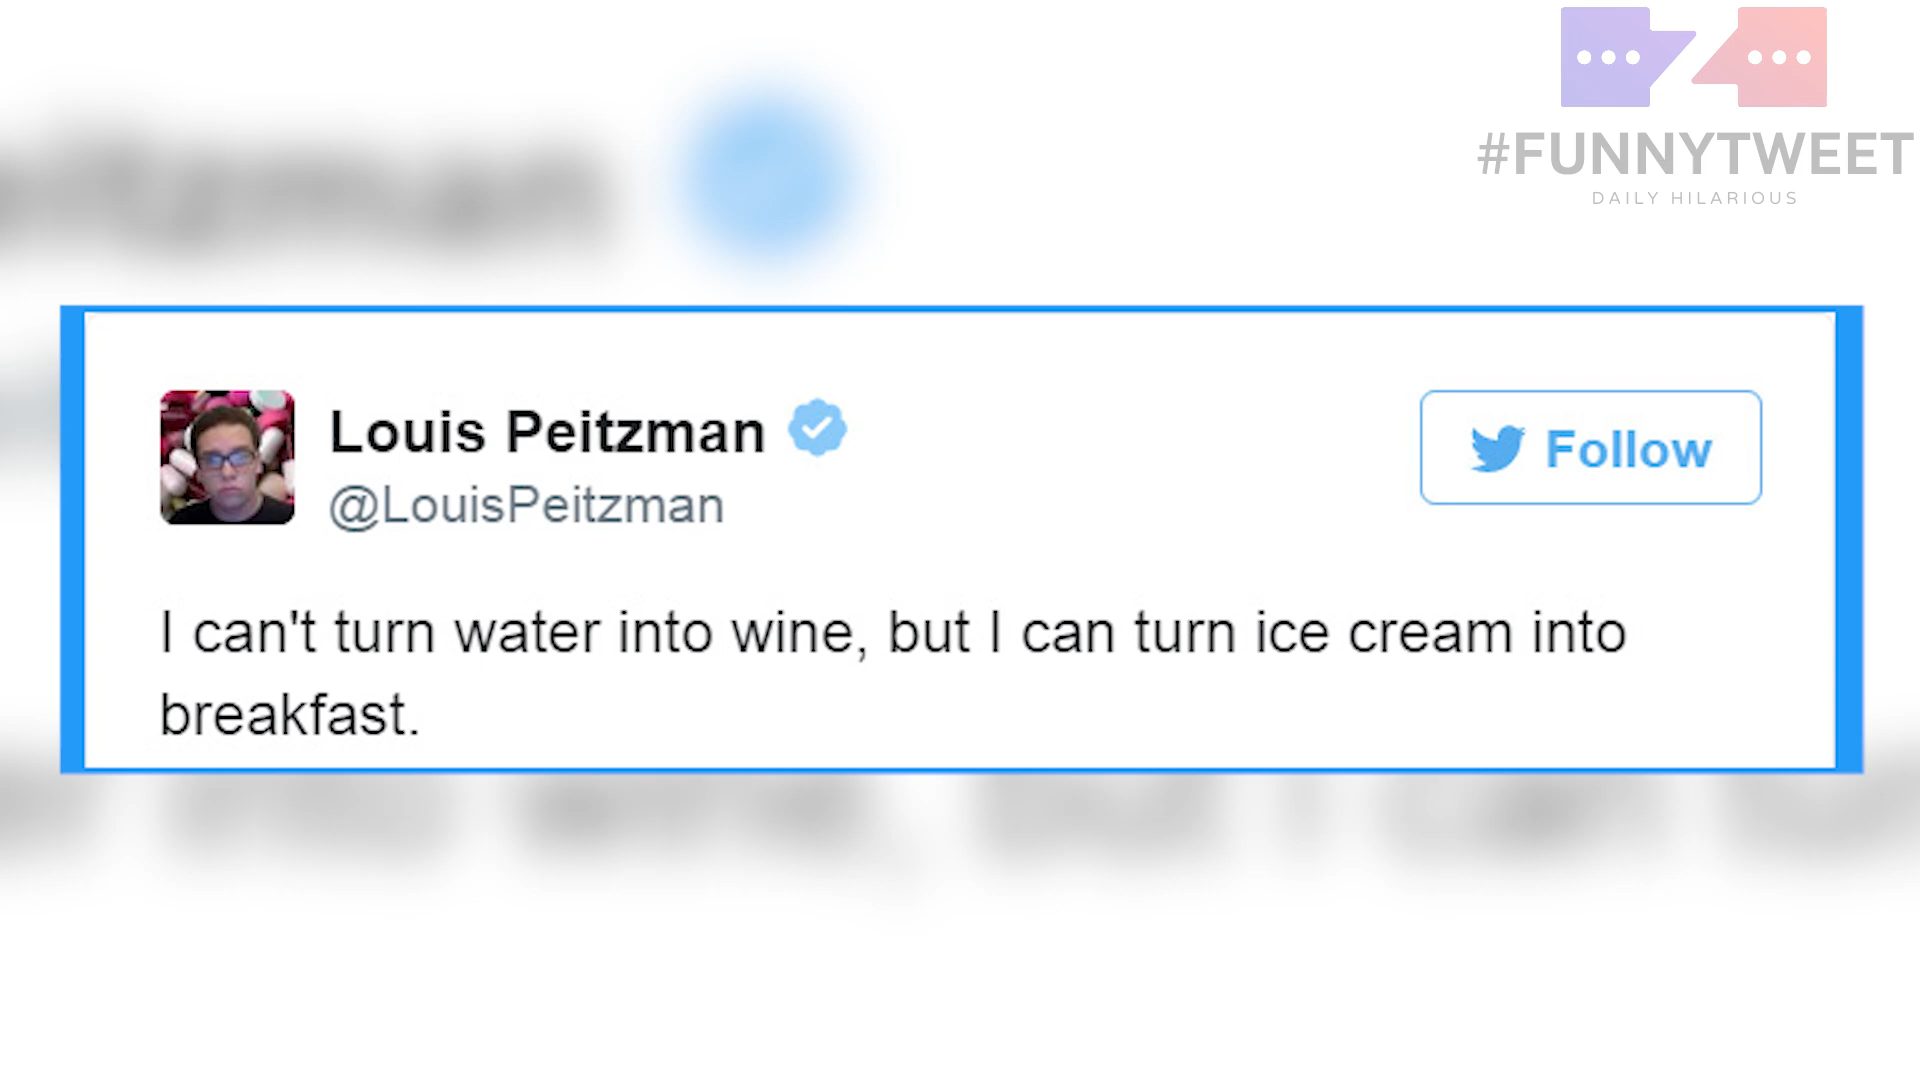 #FUNNYTWEET
DAILY HILARIOUS
Louis Peitzman
@LouisPeitzman
Follow
I can't turn water into wine, but I can turn ice cream into
breakfast.